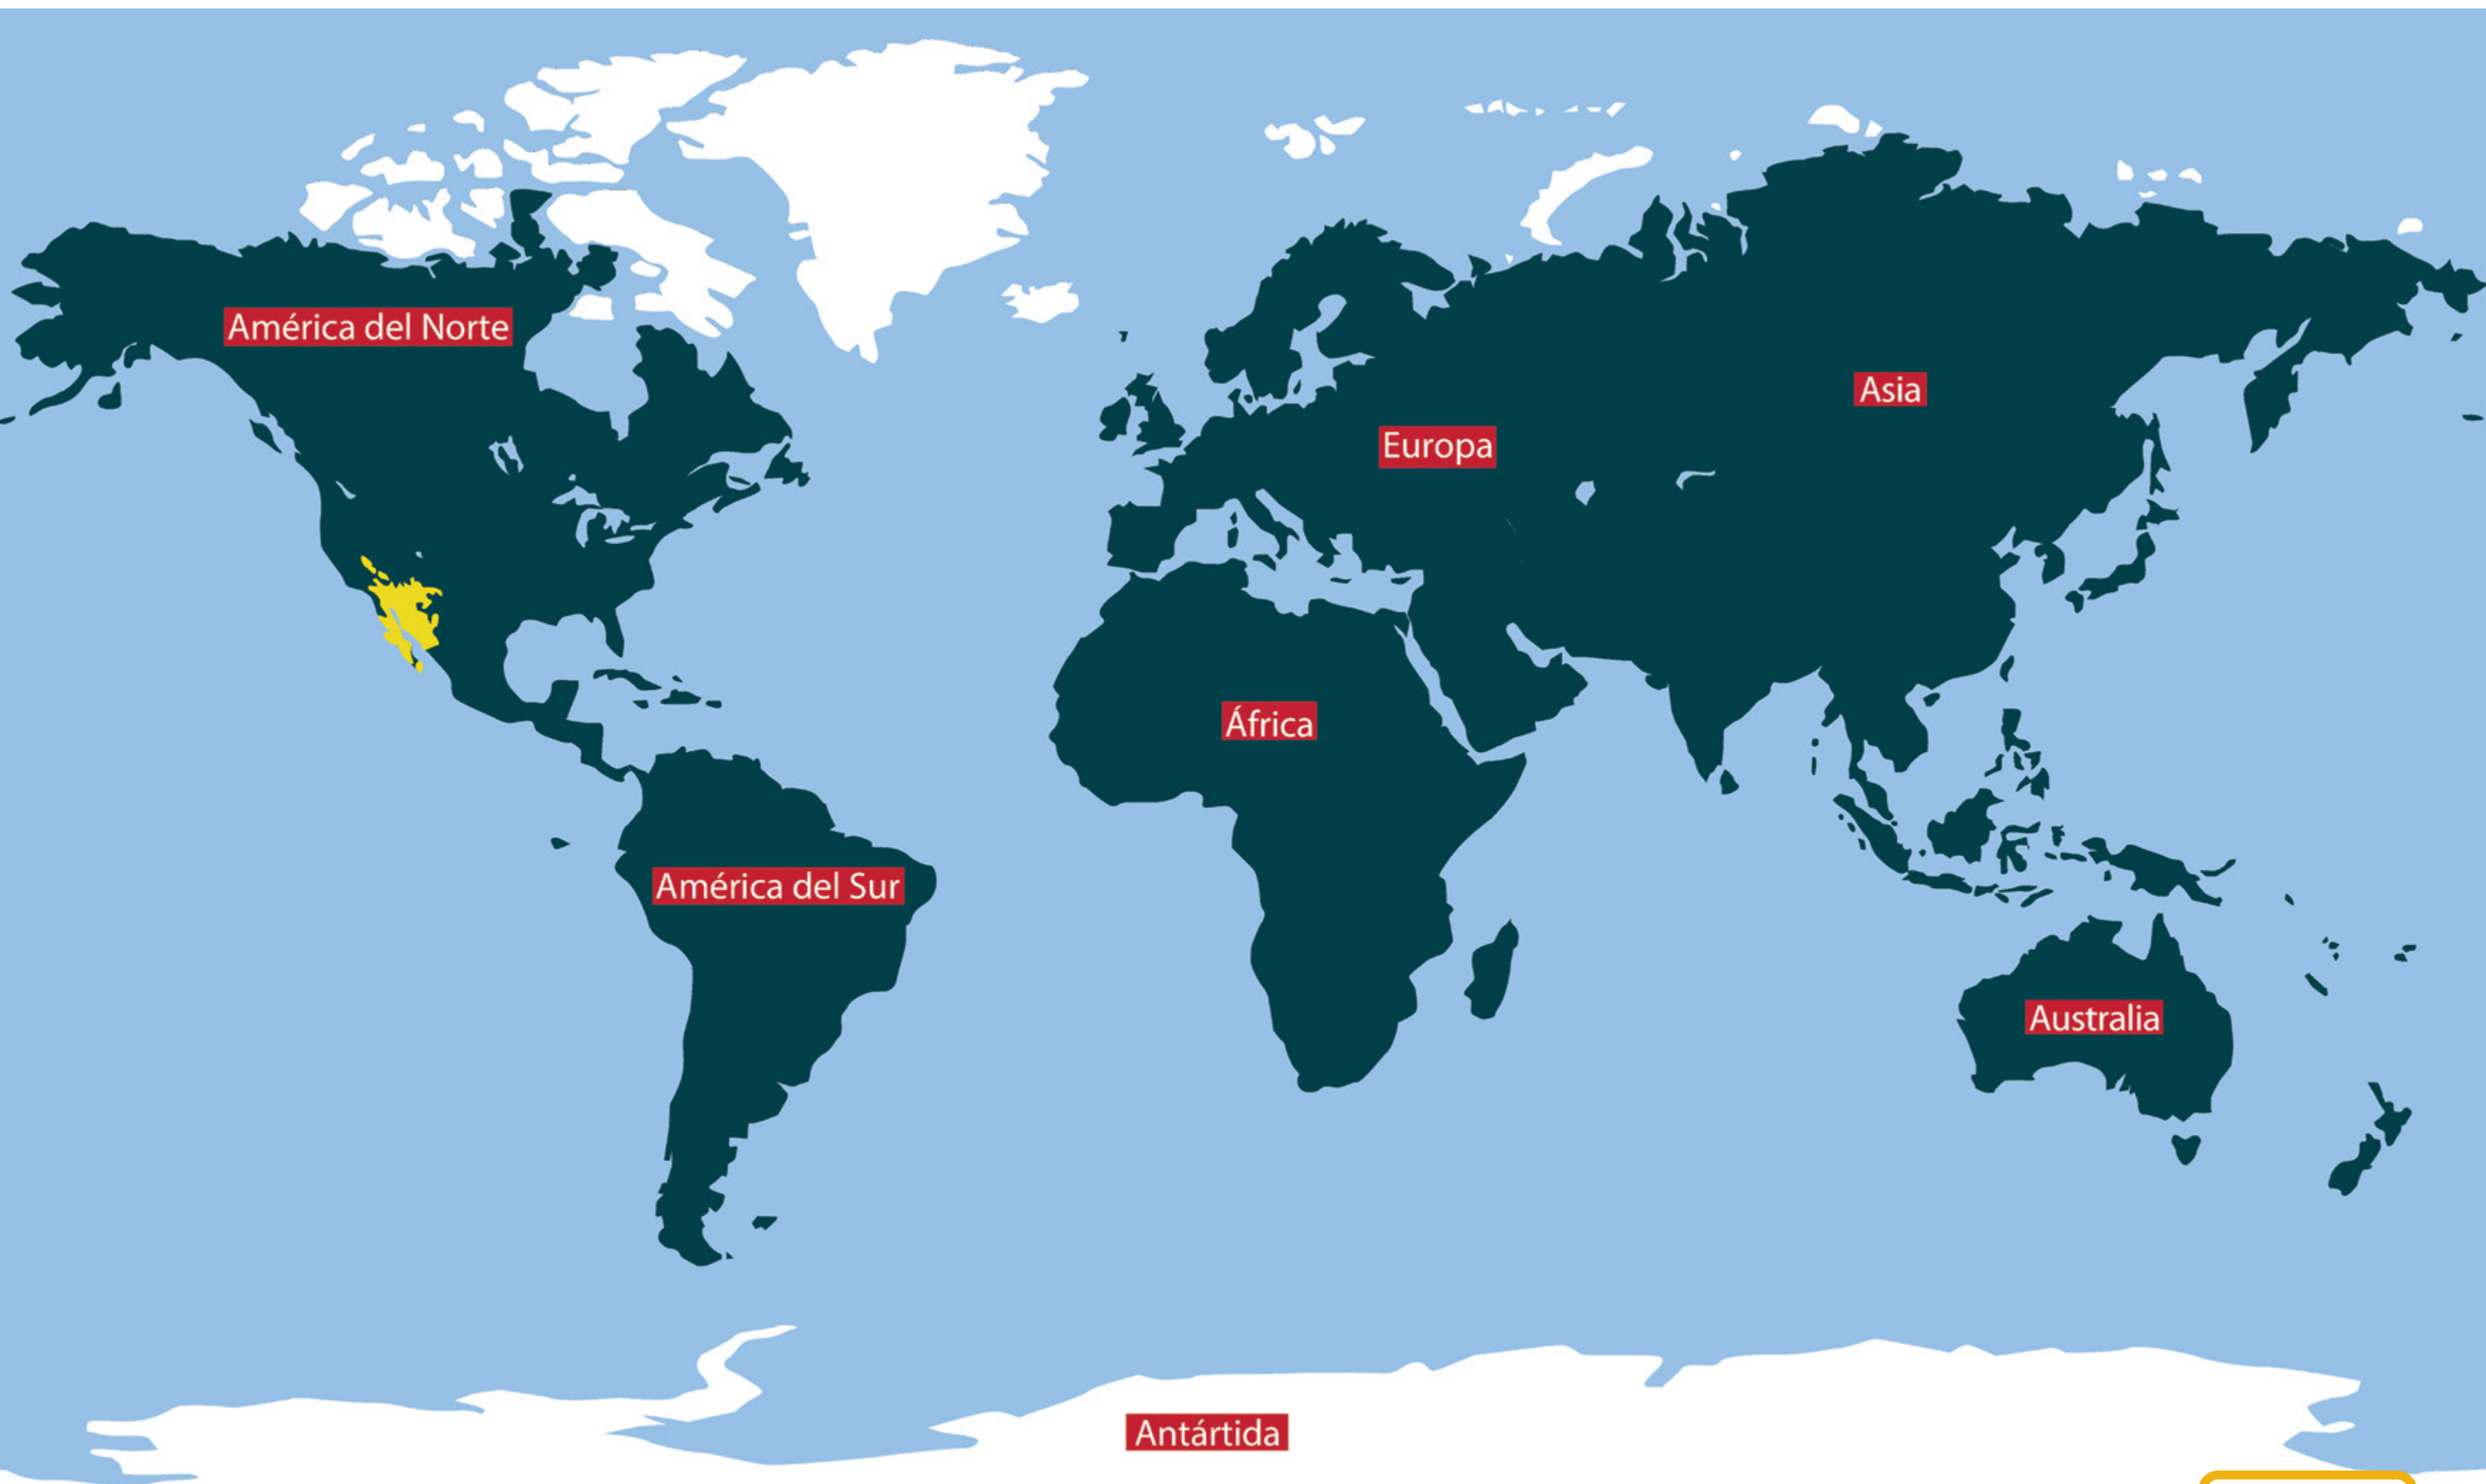 América del Norte
Asia
Europa
África
América del Sur
Australia
Antártida